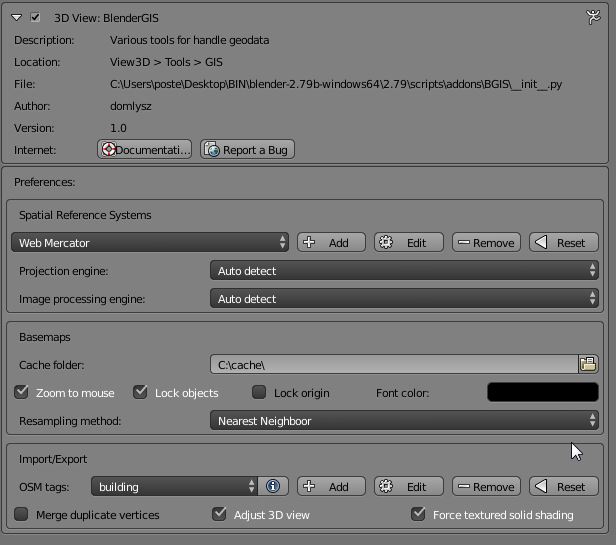 3D View: BlenderGIS
Description: Various tools for handle geodata
Location: View3D > Tools > GIS
File: C:\Users\poste\Desktop\BIN\blender-2.79b-windows64\2.79\scripts\addons\BGIS\__init__.py
Author: domlysz
Version: 1.0
Internet: Documentati... Report a Bug
Preferences:
Spatial Reference Systems
Web Mercator Add Edit Remove Reset
Projection engine: Auto detect
Image processing engine: Auto detect
Basemaps
Cache folder: C:\cache\
Zoom to mouse Lock objects Lock origin Font color:
Resampling method: Nearest Neighboor
Import/Export
OSM tags: building Add Edit Remove Reset
Merge duplicate vertices Adjust 3D view Force textured solid shading